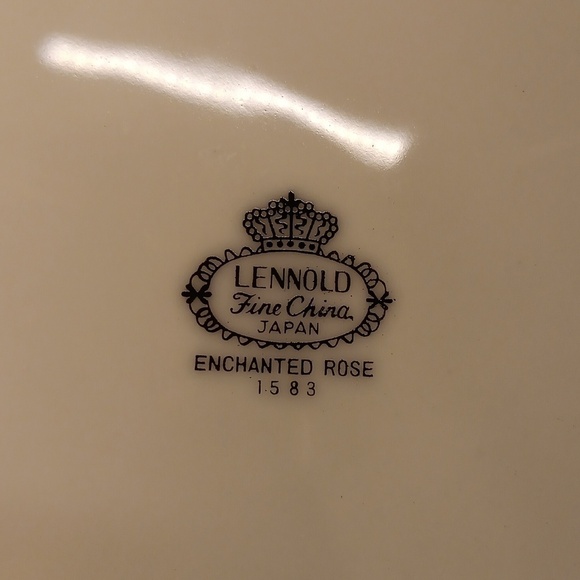 LENNOLD
Fine China
JAPAN
ENCHANTED ROSE
1583